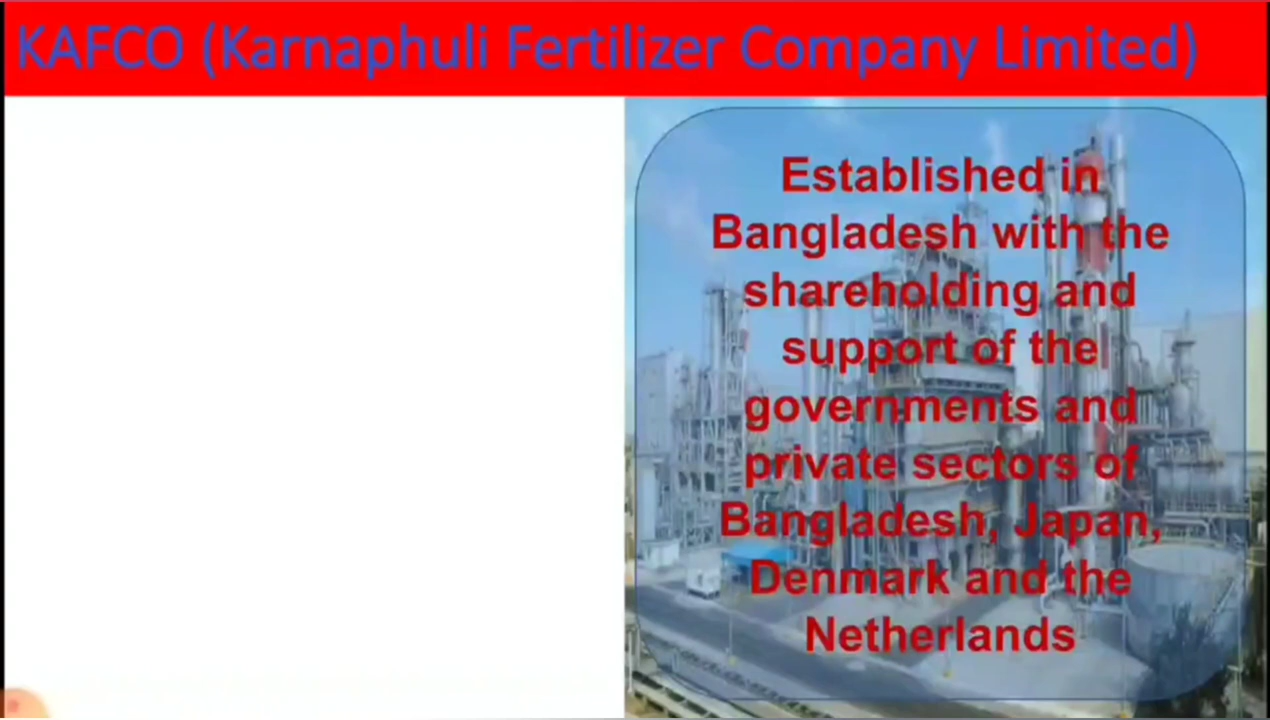 KAFCO (Karnaphuli Fertilizer Company Limited)
Established in
Bangladesh with the
shareholding and
support of the
governments and
private sectors of
Bangladesh, Japan,
Denmark and the
Netherlands